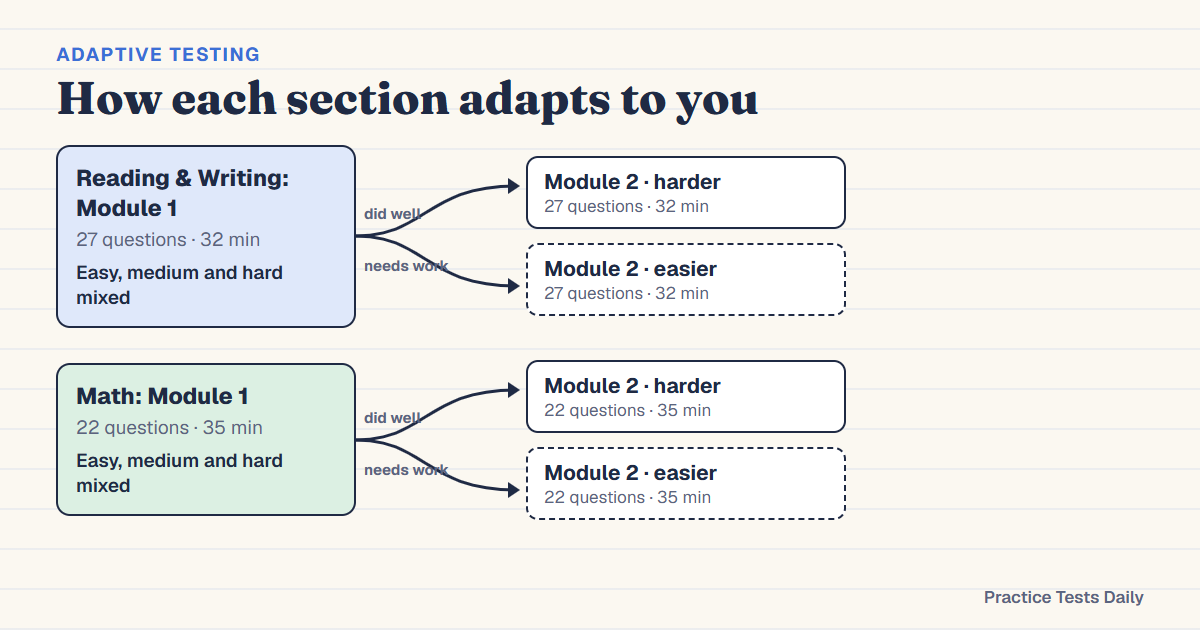 ADAPTIVE TESTING
How each section adapts to you
Reading & Writing:
Module 1
27 questions · 32 min
Easy, medium and hard
mixed
did well
needs work
Module 2 · harder
27 questions · 32 min
Module 2 · easier
27 questions · 32 min
Math: Module 1
22 questions · 35 min
Easy, medium and hard
mixed
did well
needs work
Module 2 · harder
22 questions · 35 min
Module 2 · easier
22 questions · 35 min
Practice Tests Daily